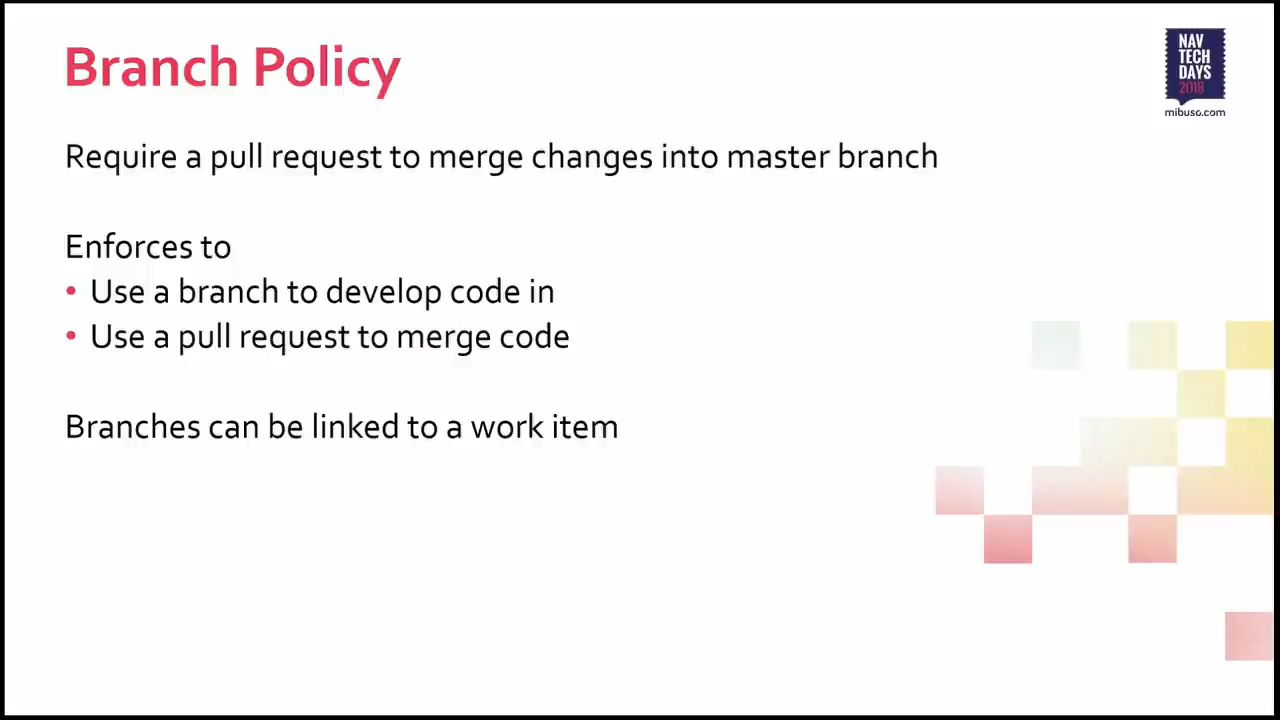 Branch Policy
NAV
TECH
DAYS
2018
mibuso.com
Require a pull request to merge changes into master branch
Enforces to
• Use a branch to develop code in
• Use a pull request to merge code
Branches can be linked to a work item